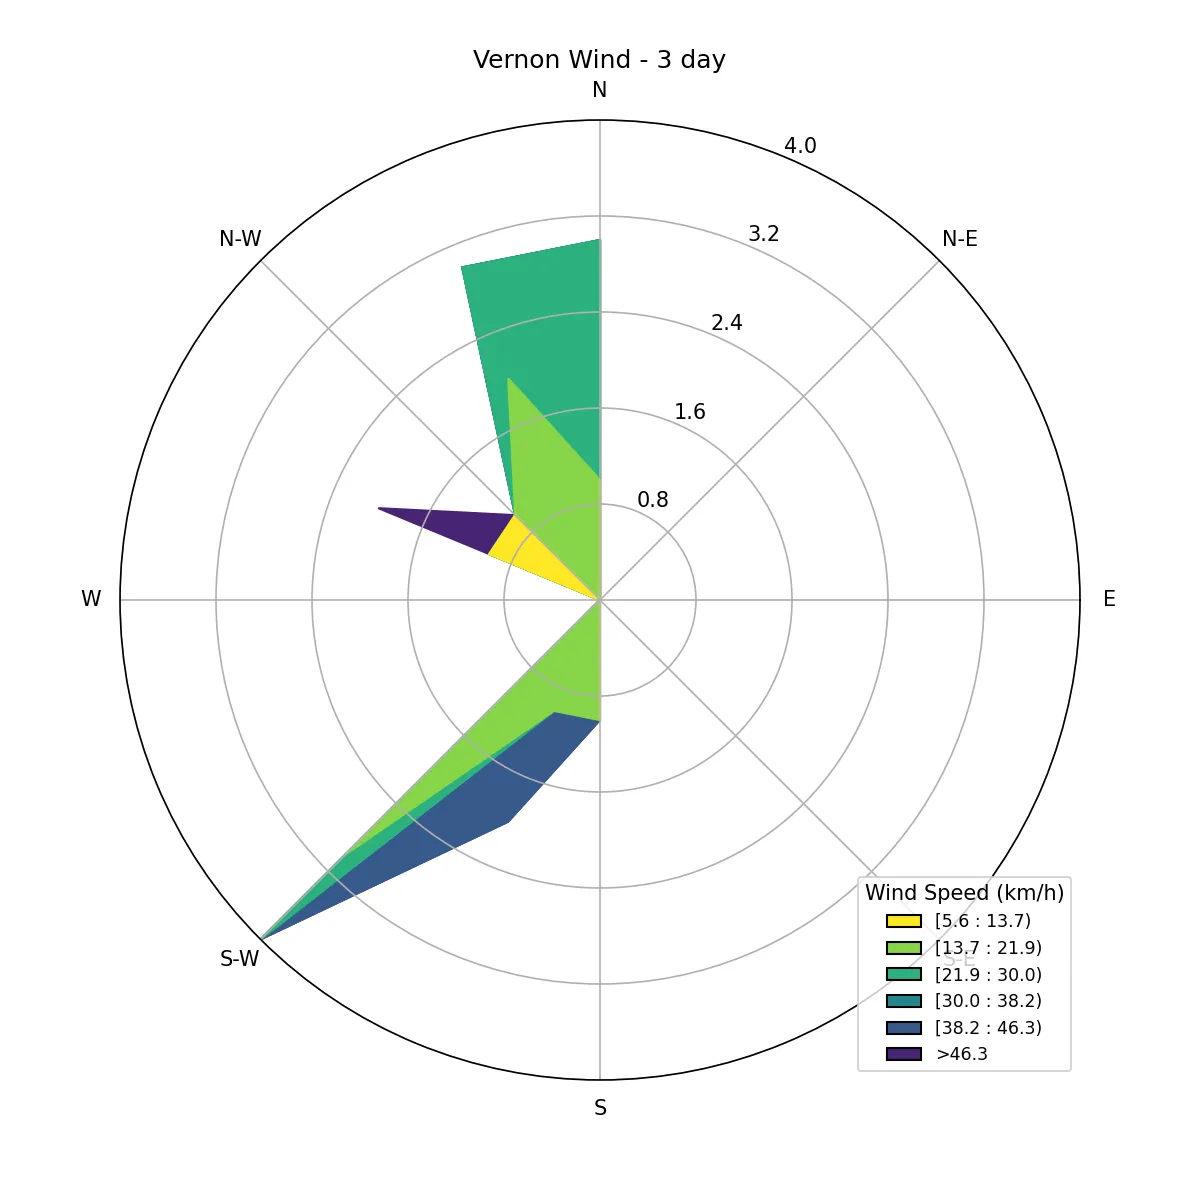 Vernon Wind - 3 day
N
4.0
N-W
3.2
N-E
2.4
1.6
0.8
W
E
S-W
S-E
Wind Speed (km/h)
[5.6 : 13.7)
[13.7 : 21.9)
[21.9 : 30.0)
[30.0 : 38.2)
[38.2 : 46.3)
>46.3
S